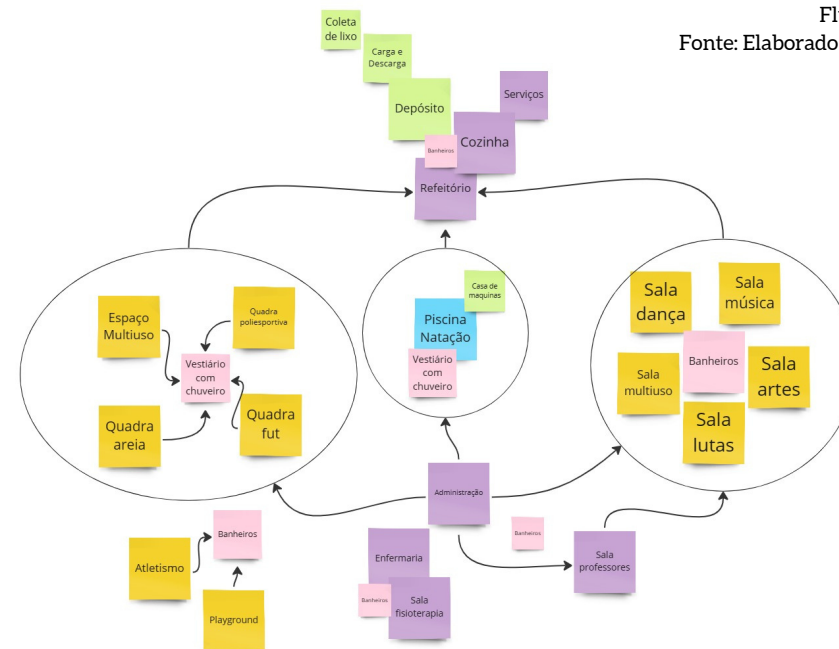 Fl
Fonte: Elaborado
Coleta
de lixo
Carga e
Descarga
Depósito
Serviços
Cozinha
Banheiros
Refeitório
Espaço
Multiuso
Quadra
poliesportiva
Vestiário
com
chuveiro
Quadra
areia
Quadra
fut
Casa de
maquinas
Piscina
Natação
Vestiário
com
chuveiro
Sala
dança
Sala
música
Banheiros
Sala
multiuso
Sala
artes
Sala
lutas
Administração
Banheiros
Atletismo
Playground
Enfermaria
Banheiros
Sala
fisioterapia
Banheiros
Sala
professores